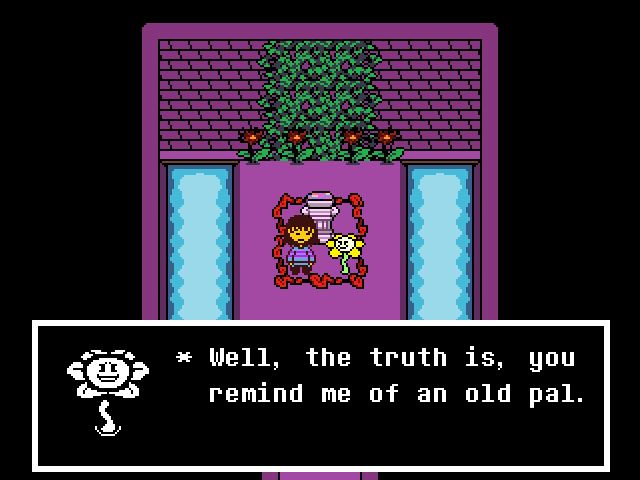 * Well, the truth is, you
remind me of an old pal.